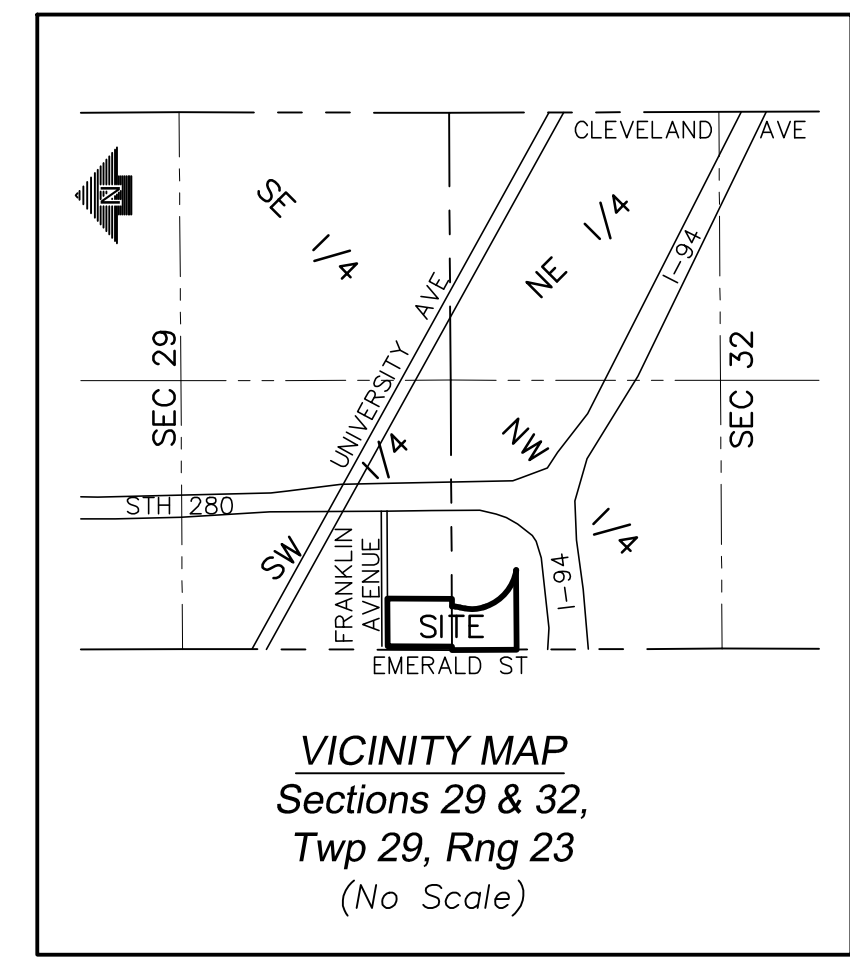 CLEVELAND AVE
N
SE 1/4
NE 1/4
I-94
UNIVERSITY AVE
SEC 29
SEC 32
NW 1/4
SW 1/4
STH 280
FRANKLIN
AVENUE
I-94
SITE
EMERALD ST
VICINITY MAP
Sections 29 & 32,
Twp 29, Rng 23
(No Scale)